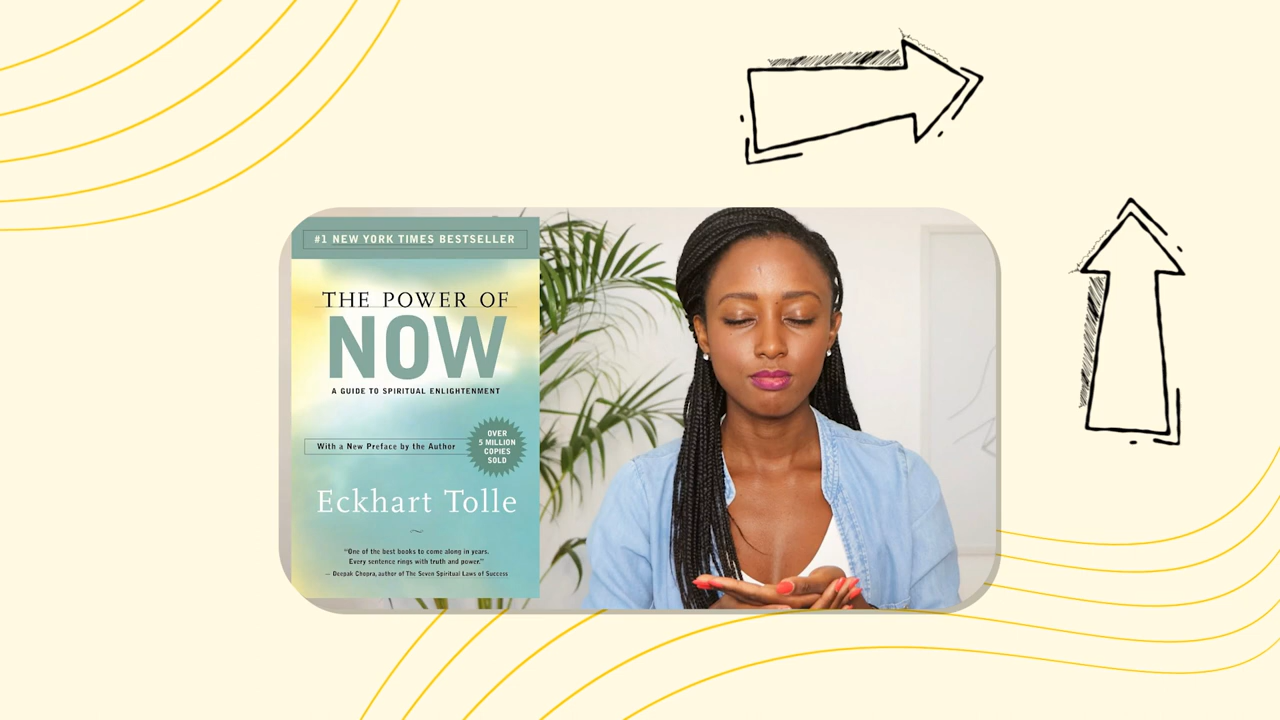 #1 NEW YORK TIMES BESTSELLER
THE POWER OF
NOW
A GUIDE TO SPIRITUAL ENLIGHTENMENT
With a New Preface by the Author
OVER
5 MILLION
COPIES
SOLD
Eckhart Tolle
“One of the best books to come along in years.
Every sentence rings with truth and power.”
— Deepak Chopra, author of The Seven Spiritual Laws of Success